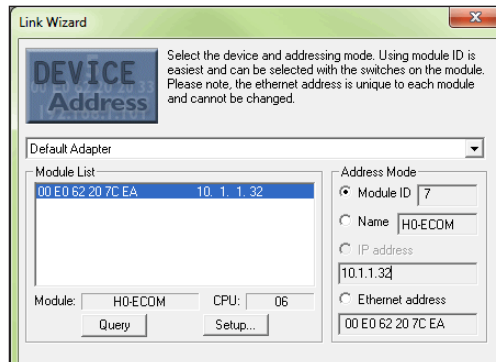 Link Wizard
DEVICE
Address
Select the device and addressing mode. Using module ID is
easiest and can be selected with the switches on the module.
Please note, the ethernet address is unique to each module
and cannot be changed.
Default Adapter
Module List
00 E0 62 20 7C EA 10. 1. 1. 32
Module: H0-ECOM CPU: 06
Query Setup...
Address Mode
Module ID 7
Name H0-ECOM
IP address
10.1.1.32
Ethernet address
00 E0 62 20 7C EA